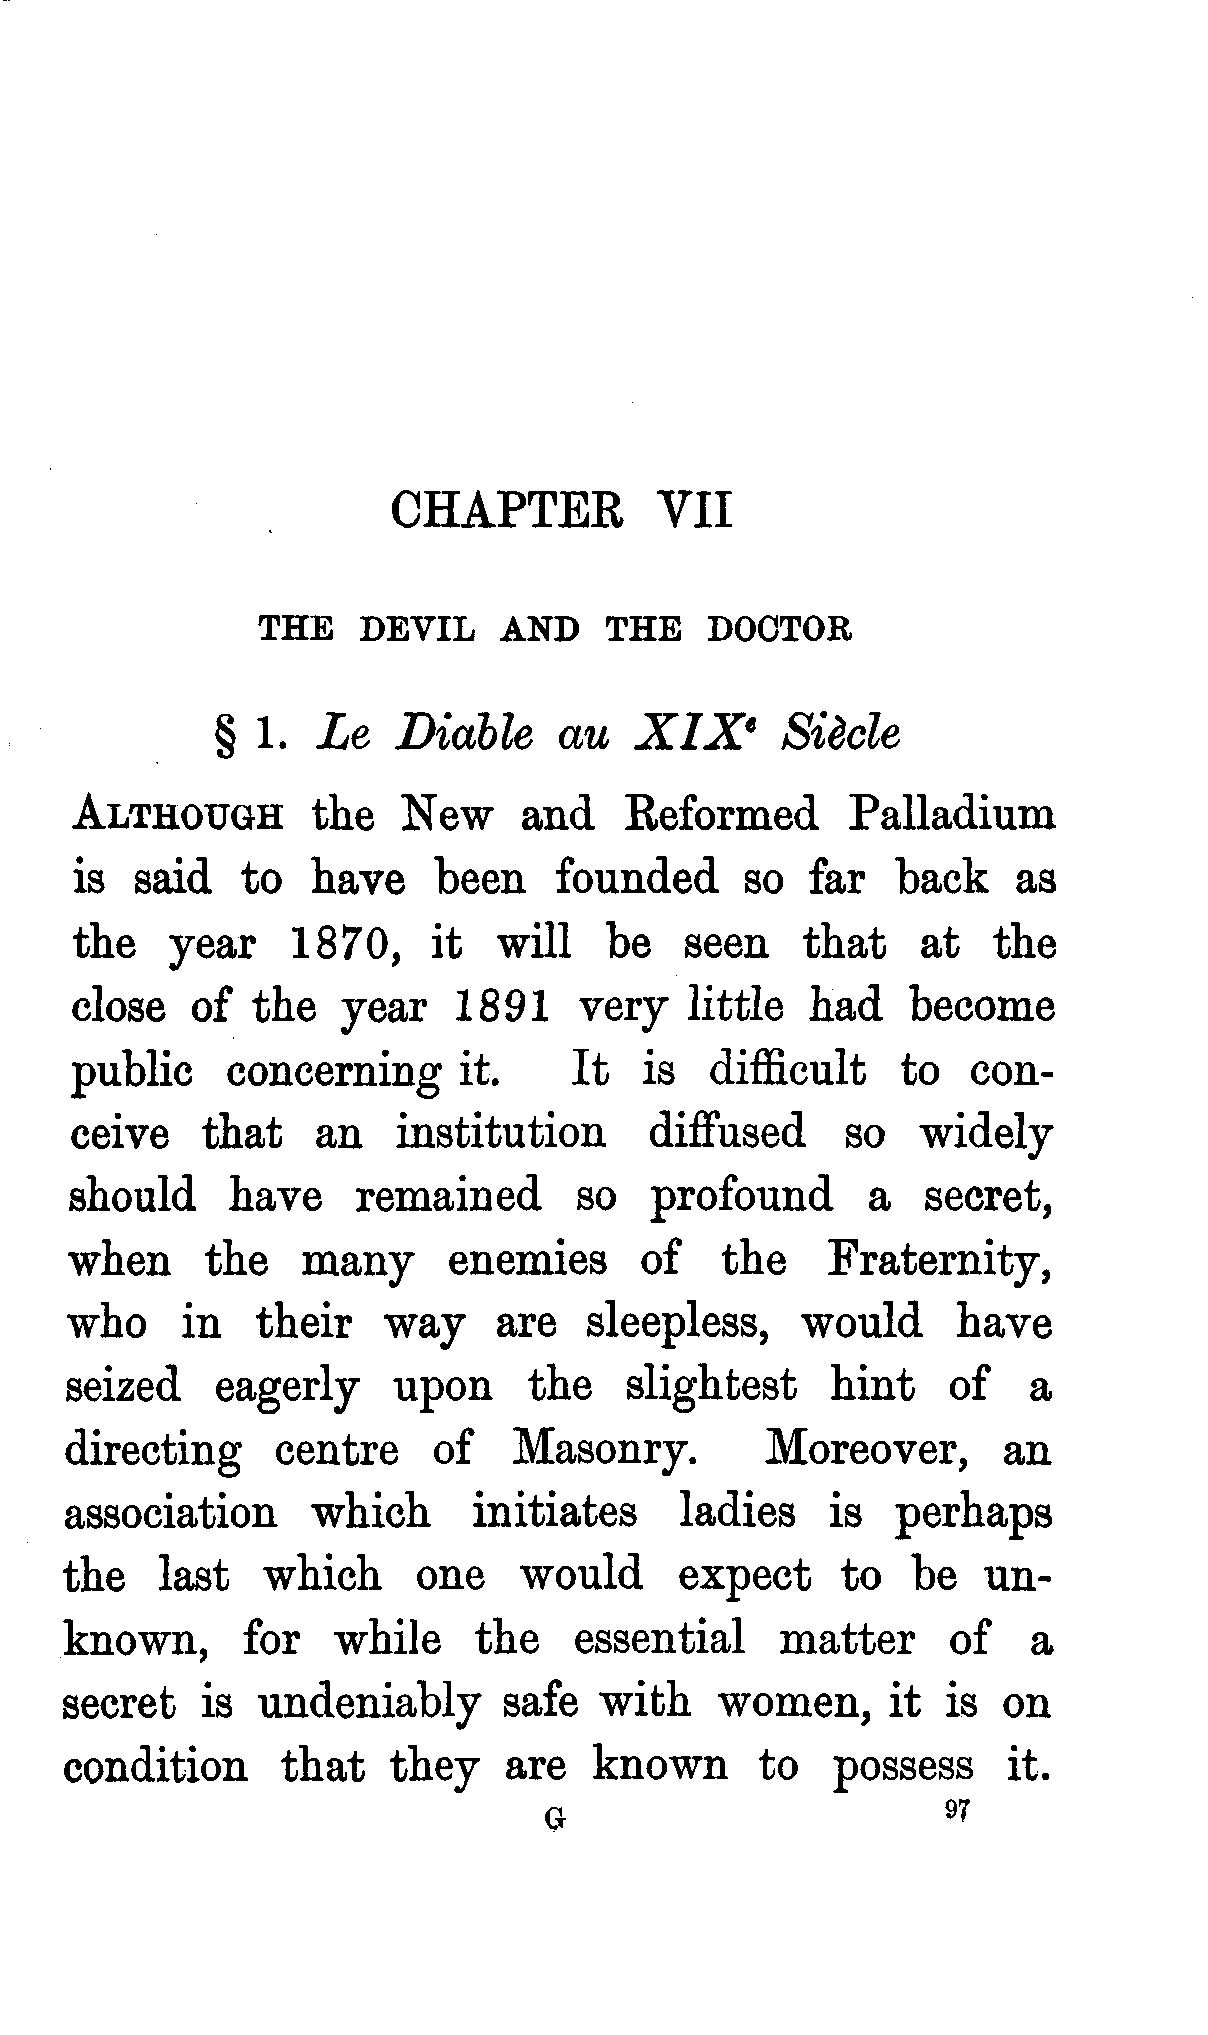 CHAPTER VII
THE DEVIL AND THE DOCTOR
§ 1. Le Diable au XIXe Siècle
ALTHOUGH the New and Reformed Palladium
is said to have been founded so far back as
the year 1870, it will be seen that at the
close of the year 1891 very little had become
public concerning it. It is difficult to con-
ceive that an institution diffused so widely
should have remained so profound a secret,
when the many enemies of the Fraternity,
who in their way are sleepless, would have
seized eagerly upon the slightest hint of a
directing centre of Masonry. Moreover, an
association which initiates ladies is perhaps
the last which one would expect to be un-
known, for while the essential matter of a
secret is undeniably safe with women, it is on
condition that they are known to possess it.
G 97